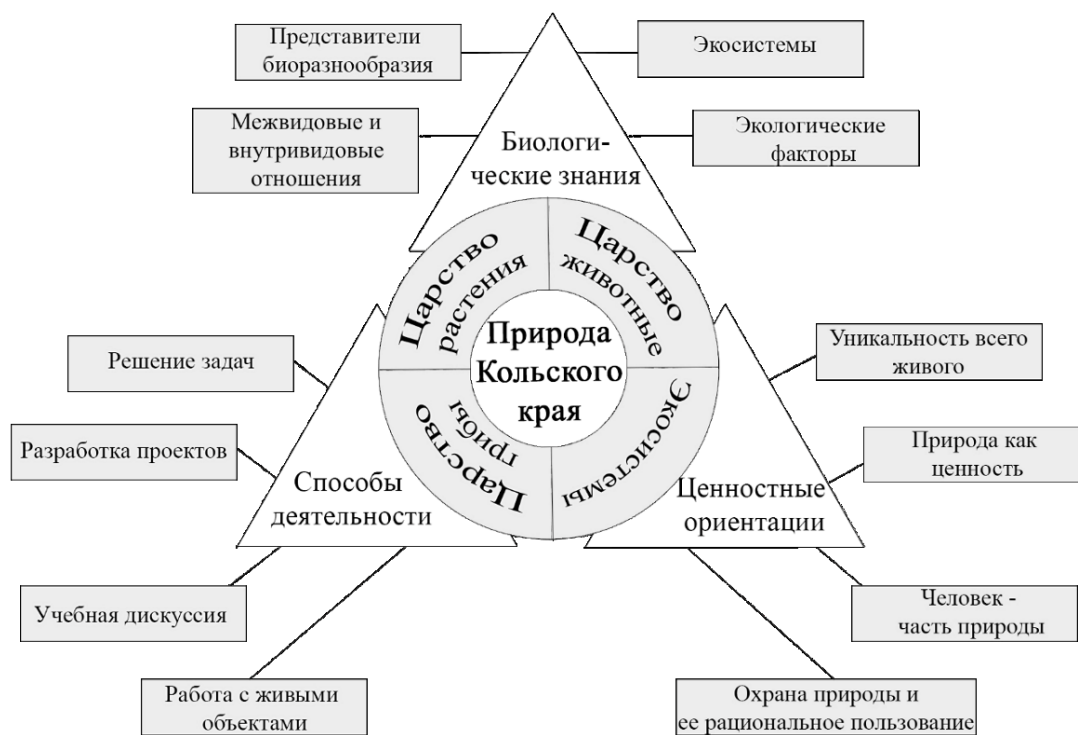 Представители
биоразнообразия
Экосистемы
Межвидовые и
внутривидовые
отношения
Экологические
факторы
Биологи-
ческие знания
Царство
растения
Царство
животные
Природа
Кольского
края
Царство
грибы
Экосистемы
Решение задач
Разработка проектов
Способы
деятельности
Учебная дискуссия
Работа с живыми
объектами
Уникальность всего
живого
Природа как
ценность
Ценностные
ориентации
Человек -
часть природы
Охрана природы и
ее рациональное пользование